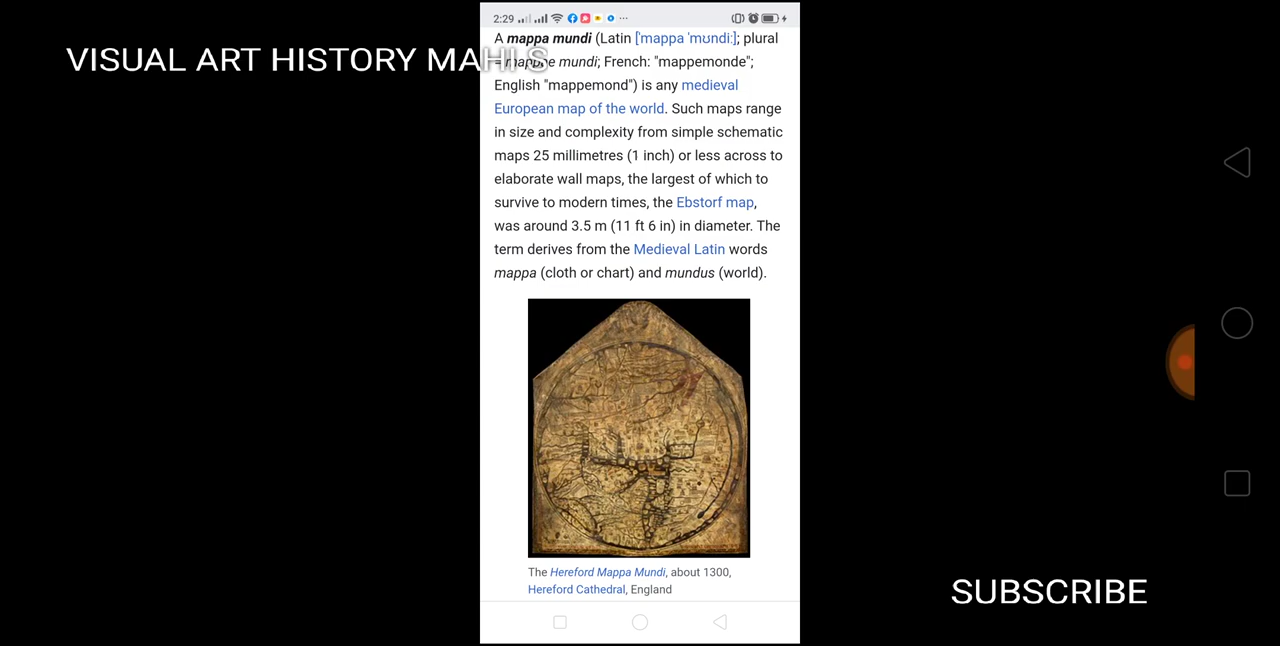 2:29
VISUAL ART HISTORY MAHI S
A mappa mundi (Latin ['mappa 'mʊndiː]; plural
= mappae mundi; French: "mappemonde";
English "mappemond") is any medieval
European map of the world. Such maps range
in size and complexity from simple schematic
maps 25 millimetres (1 inch) or less across to
elaborate wall maps, the largest of which to
survive to modern times, the Ebstorf map,
was around 3.5 m (11 ft 6 in) in diameter. The
term derives from the Medieval Latin words
mappa (cloth or chart) and mundus (world).
The Hereford Mappa Mundi, about 1300,
Hereford Cathedral, England
SUBSCRIBE